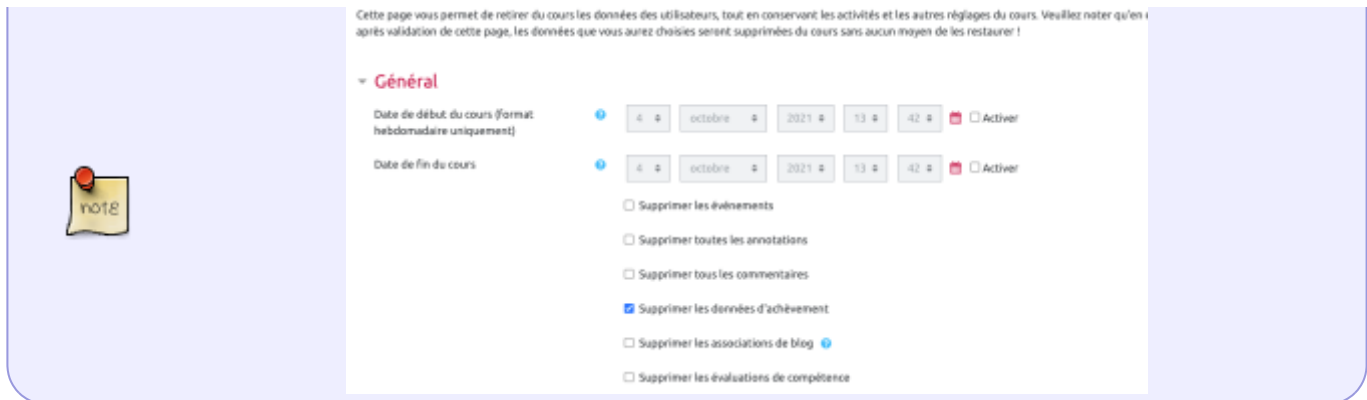 Cette page vous permet de retirer du cours les données des utilisateurs, tout en conservant les activités et les autres réglages du cours. Veuillez noter qu'en
après validation de cette page, les données que vous aurez choisies seront supprimées du cours sans aucun moyen de les restaurer !
Général
Date de début du cours (format
hebdomadaire uniquement)
4 octobre 2021 13 42 Activer
Date de fin du cours
4 octobre 2021 13 42 Activer
Supprimer les événements
note
Supprimer toutes les annotations
Supprimer tous les commentaires
Supprimer les données d'achèvement
Supprimer les associations de blog
Supprimer les évaluations de compétence